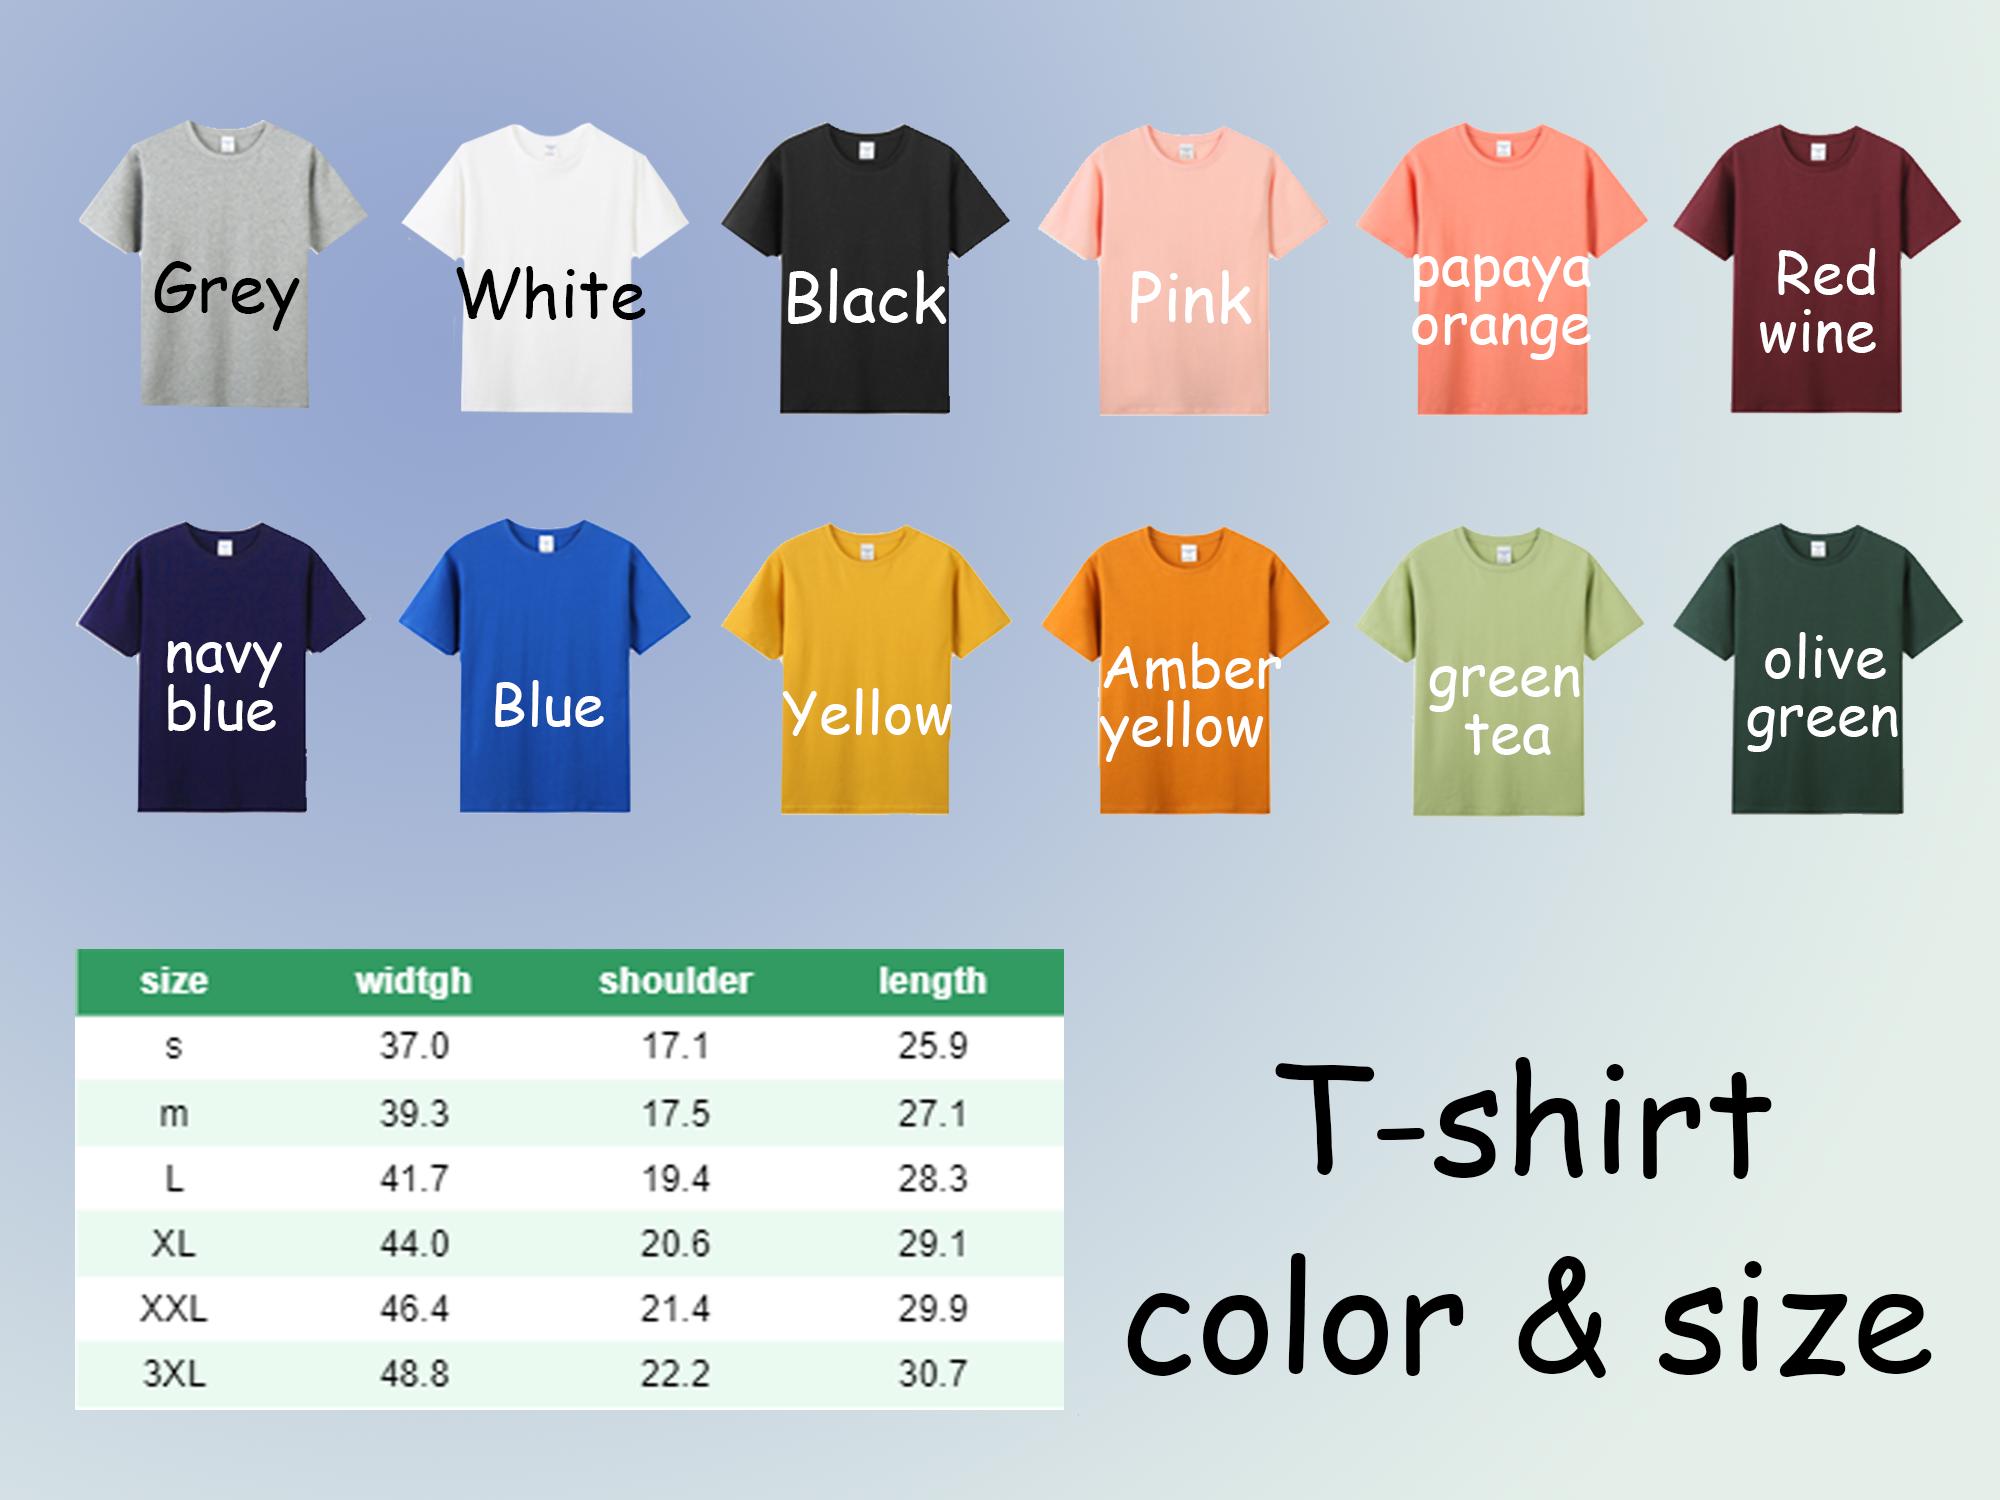 Grey
White
Black
Pink
papaya
orange
Red
wine
navy
blue
Blue
Yellow
Amber
yellow
green
tea
olive
green
size widtgh shoulder length
s 37.0 17.1 25.9
m 39.3 17.5 27.1
L 41.7 19.4 28.3
XL 44.0 20.6 29.1
XXL 46.4 21.4 29.9
3XL 48.8 22.2 30.7
T-shirt
color & size